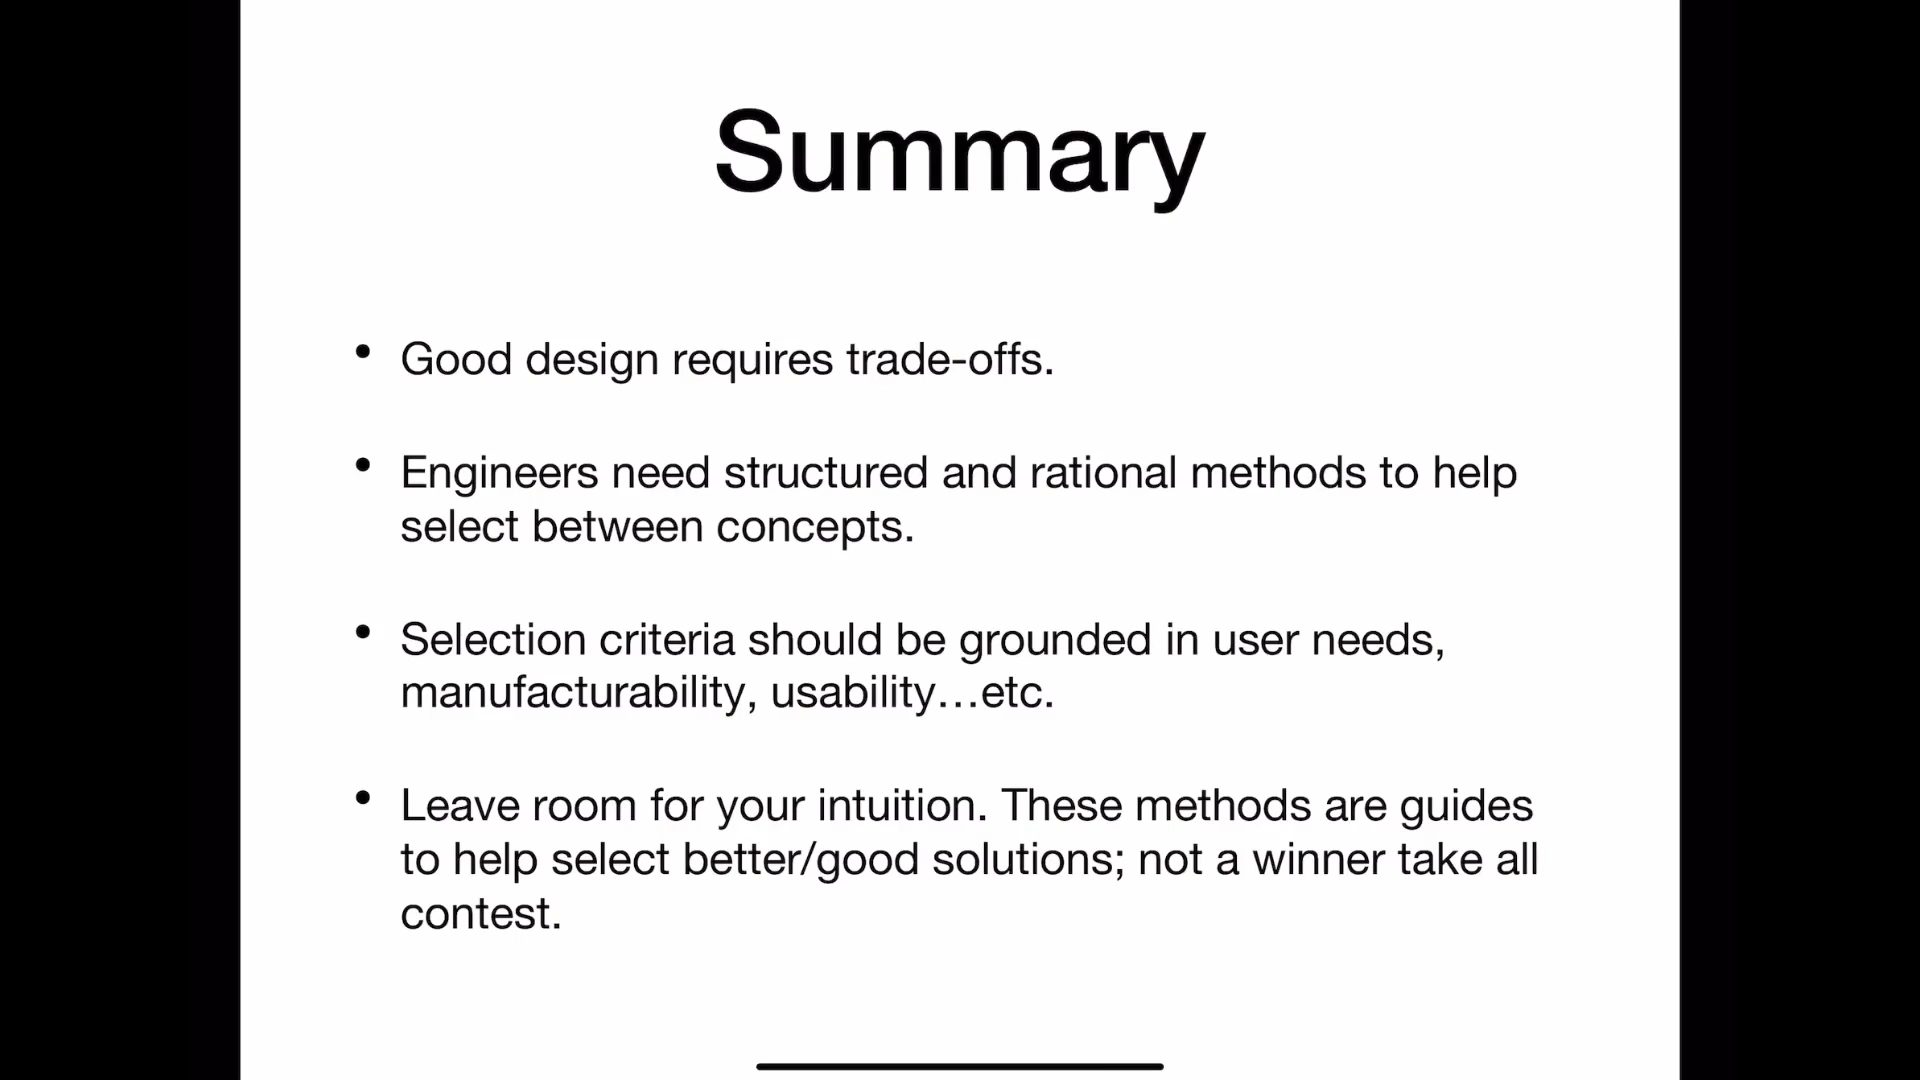 Summary
• Good design requires trade-offs.
• Engineers need structured and rational methods to help
select between concepts.
• Selection criteria should be grounded in user needs,
manufacturability, usability…etc.
• Leave room for your intuition. These methods are guides
to help select better/good solutions; not a winner take all
contest.